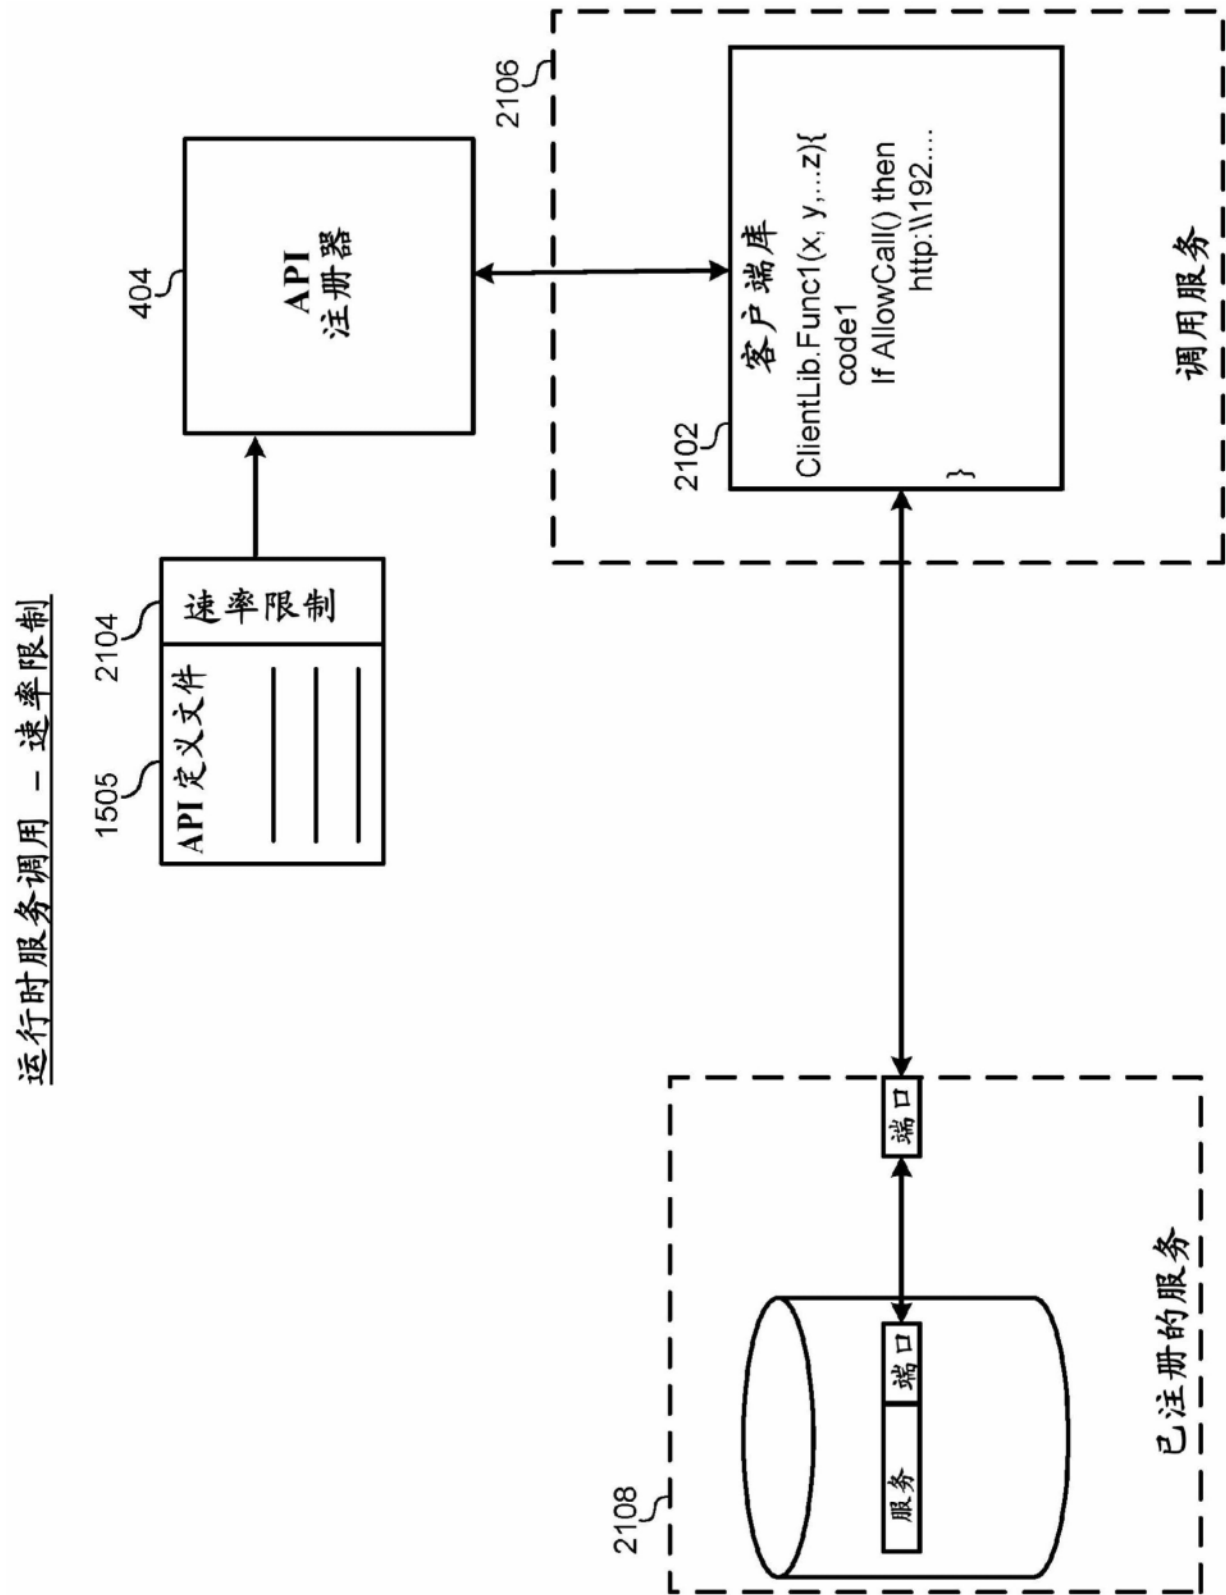 运行时服务调用 - 速率限制
1505
2104
API 定义文件
速率限制
404
API
注册器
2108
服务
端口
端口
已注册的服务
2106
2102
客户端库
ClientLib.Func1(x, y,...z){
code1
If AllowCall() then
http:\\192....
}
调用服务